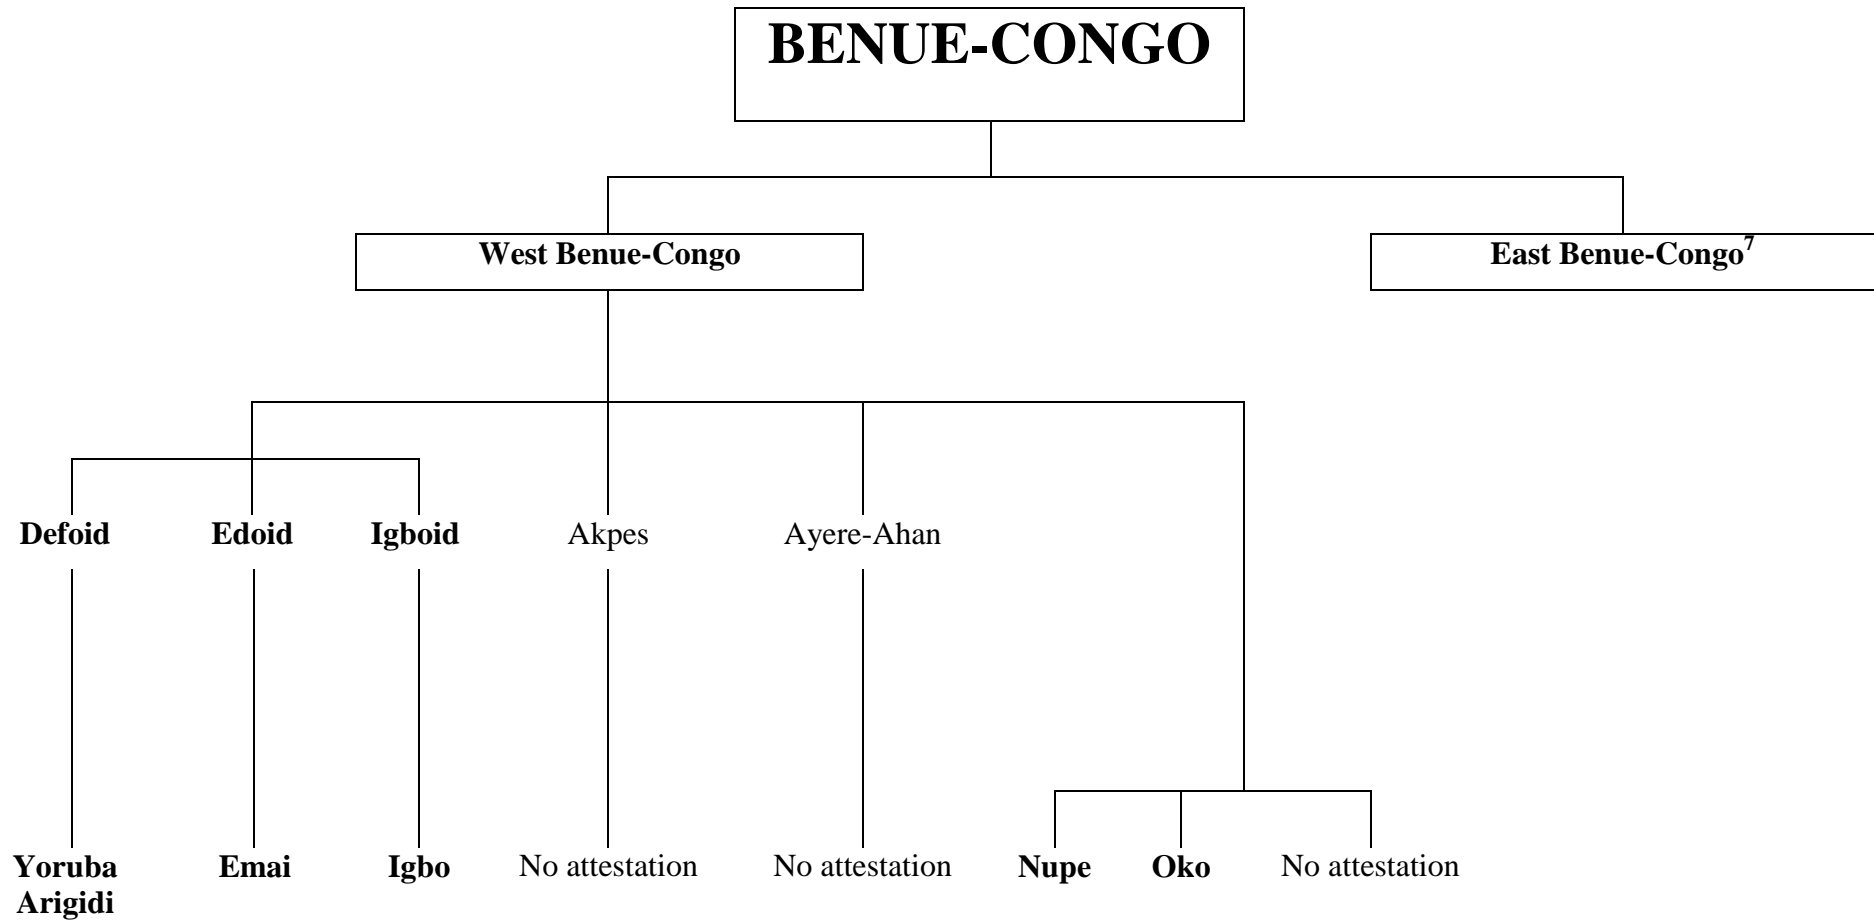 BENUE-CONGO
West Benue-Congo
East Benue-Congo⁷
Defoid
Edoid
Igboid
Akpes
Ayere-Ahan
Yoruba
Arigidi
Emai
Igbo
No attestation
No attestation
Nupe
Oko
No attestation